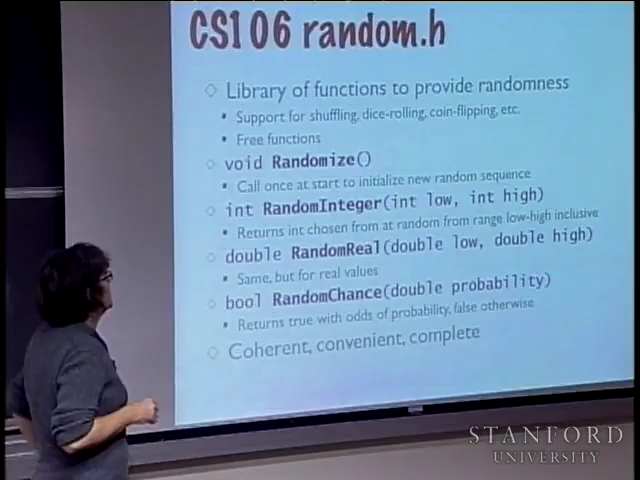 CS106 random.h
Library of functions to provide randomness
Support for shuffling, dice-rolling, coin-flipping, etc.
Free functions
void Randomize()
Call once at start to initialize new random sequence
int RandomInteger(int low, int high)
Returns int chosen from at random from range low-high inclusive
double RandomReal(double low, double high)
Same, but for real values
bool RandomChance(double probability)
Returns true with odds of probability, false otherwise
Coherent, convenient, complete
STANFORD
UNIVERSITY